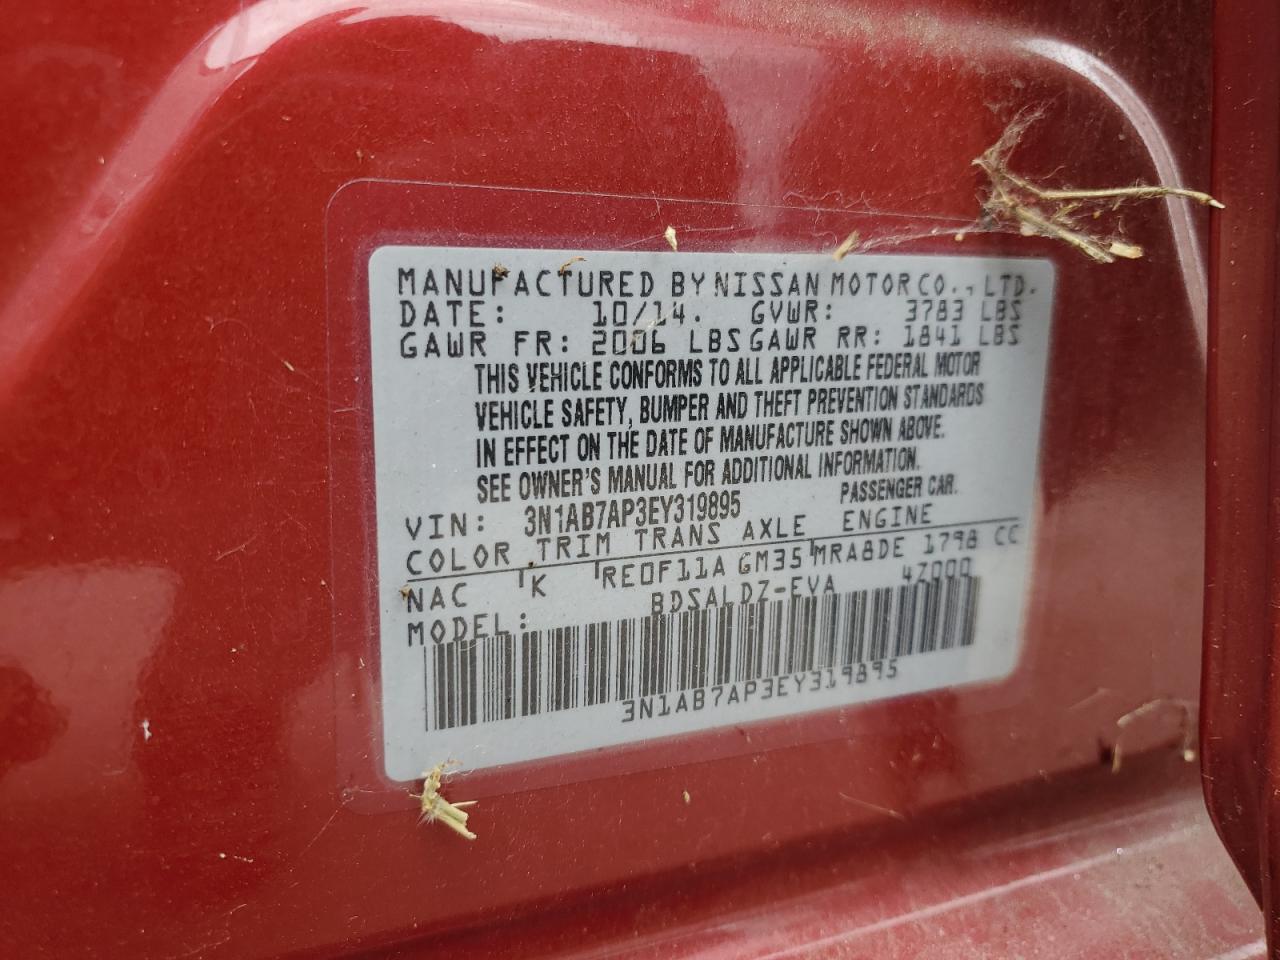 MANUFACTURED BY NISSAN MOTOR CO., LTD.
DATE: 10/14. GVWR: 3783 LBS
GAWR FR: 2006 LBS GAWR RR: 1841 LBS
THIS VEHICLE CONFORMS TO ALL APPLICABLE FEDERAL MOTOR
VEHICLE SAFETY, BUMPER AND THEFT PREVENTION STANDARDS
IN EFFECT ON THE DATE OF MANUFACTURE SHOWN ABOVE.
SEE OWNER'S MANUAL FOR ADDITIONAL INFORMATION.
VIN: 3N1AB7AP3EY319895 PASSENGER CAR.
COLOR TRIM TRANS AXLE ENGINE
NAC K RE0F11A GM35 MRA8DE 1798 CC
MODEL: BDSALDZ-EVA 4Z000
3N1AB7AP3EY319895